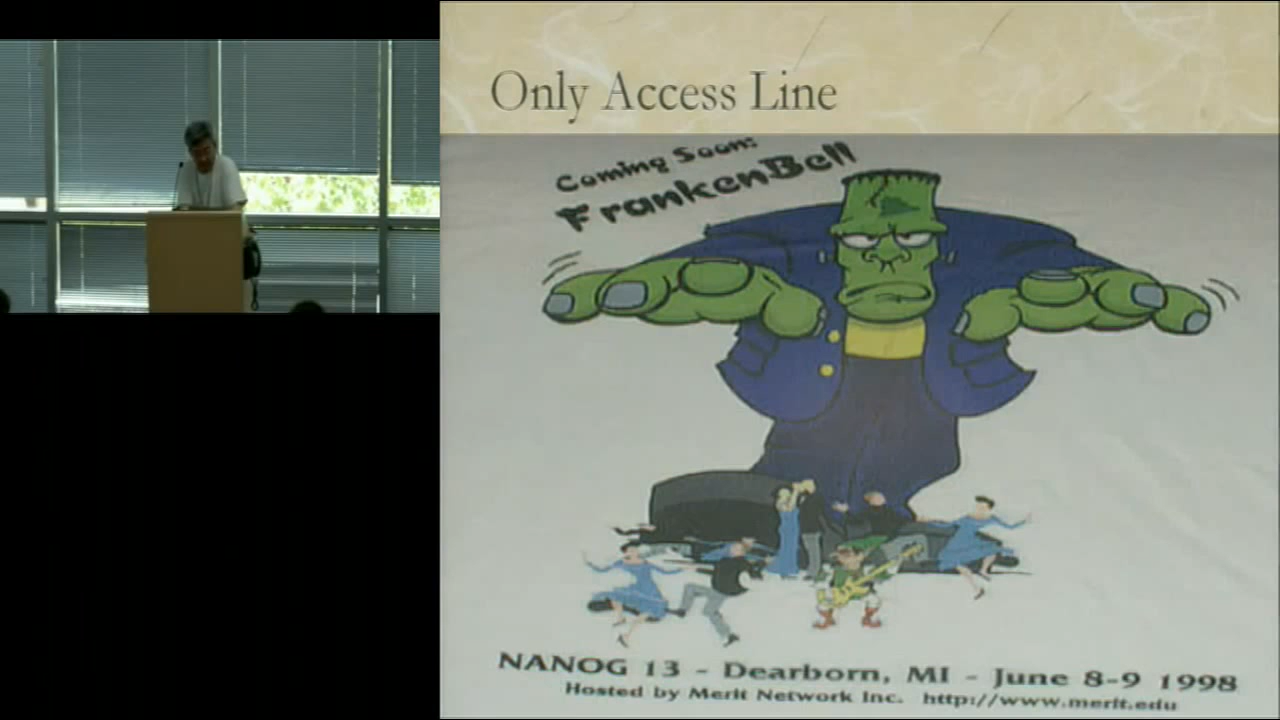 Only Access Line
Coming Soon:
FrankenBell
NANOG 13 - Dearborn, MI - June 8-9 1998
Hosted by Merit Network Inc. http://www.merit.edu